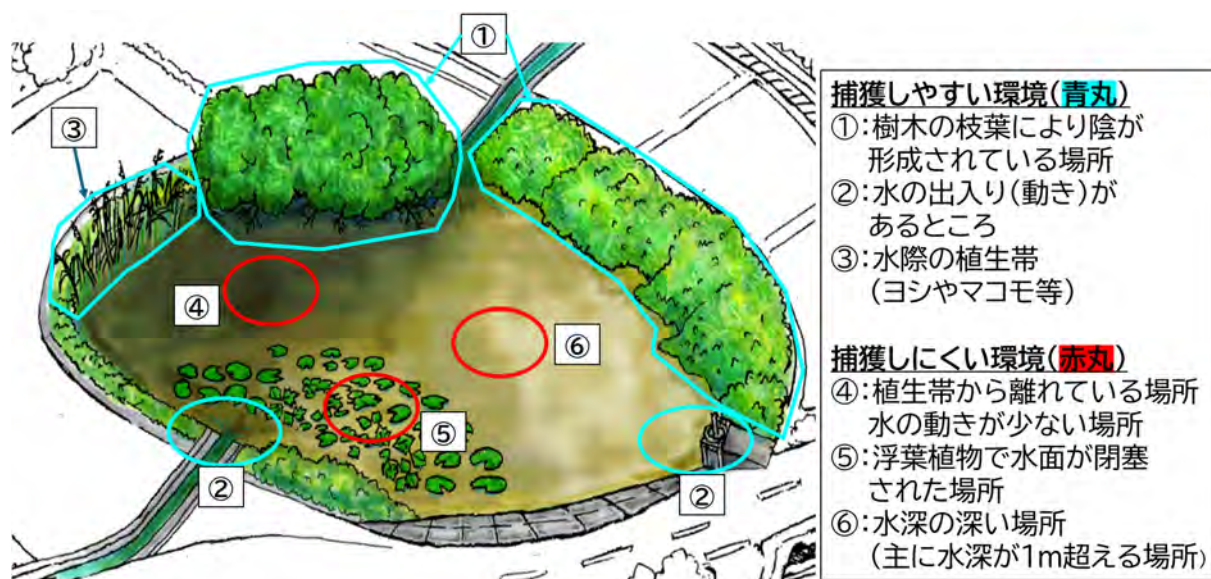 ①
③
④
⑥
⑤
②
②
捕獲しやすい環境(青丸)
①:樹木の枝葉により陰が
形成されている場所
②:水の出入り(動き)が
あるところ
③:水際の植生帯
(ヨシやマコモ等)
捕獲しにくい環境(赤丸)
④:植生帯から離れている場所
水の動きが少ない場所
⑤:浮葉植物で水面が閉塞
された場所
⑥:水深の深い場所
(主に水深が1m超える場所)